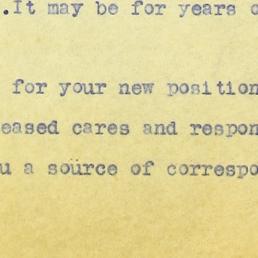 .It may be for years o
for your new position
eased cares and respon
u a source of correspo